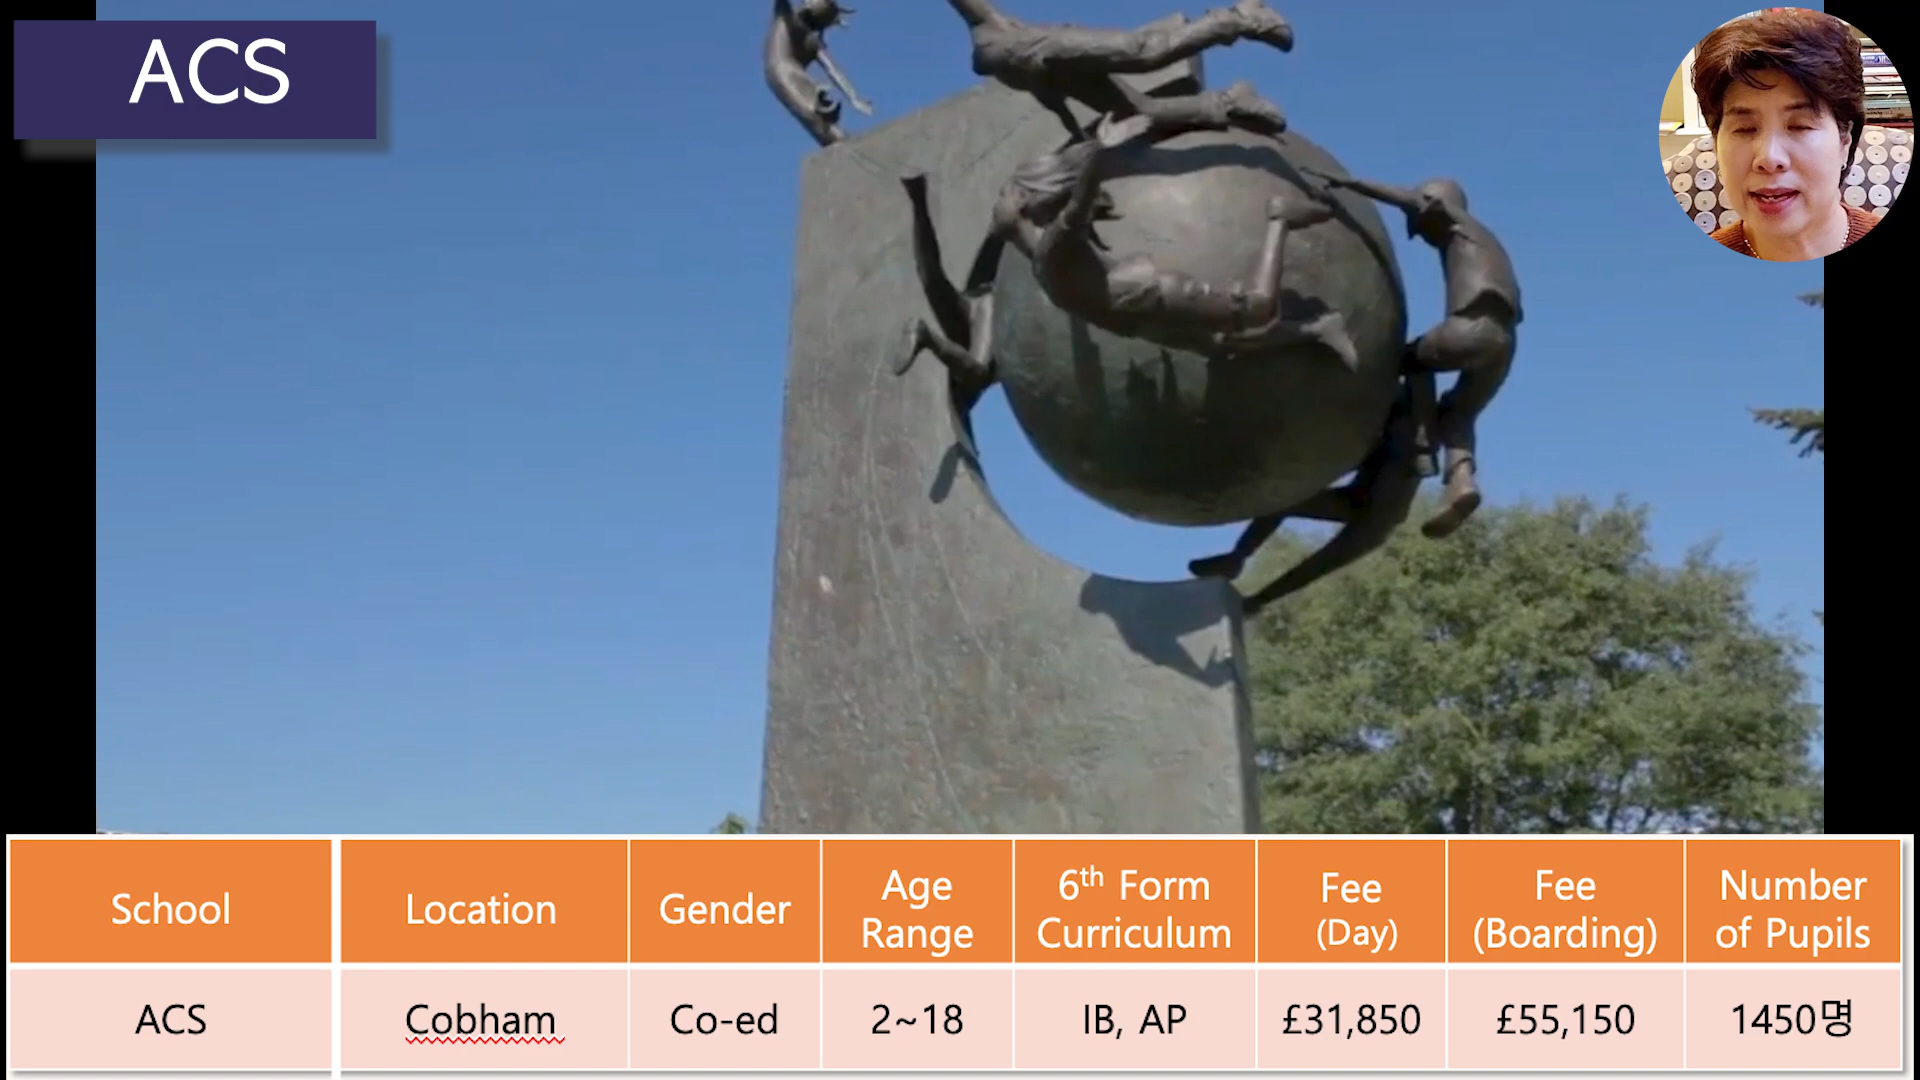 ACS
School
Location
Gender
Age
Range
6th Form
Curriculum
Fee
(Day)
Fee
(Boarding)
Number
of Pupils
ACS
Cobham
Co-ed
2~18
IB, AP
£31,850
£55,150
1450명